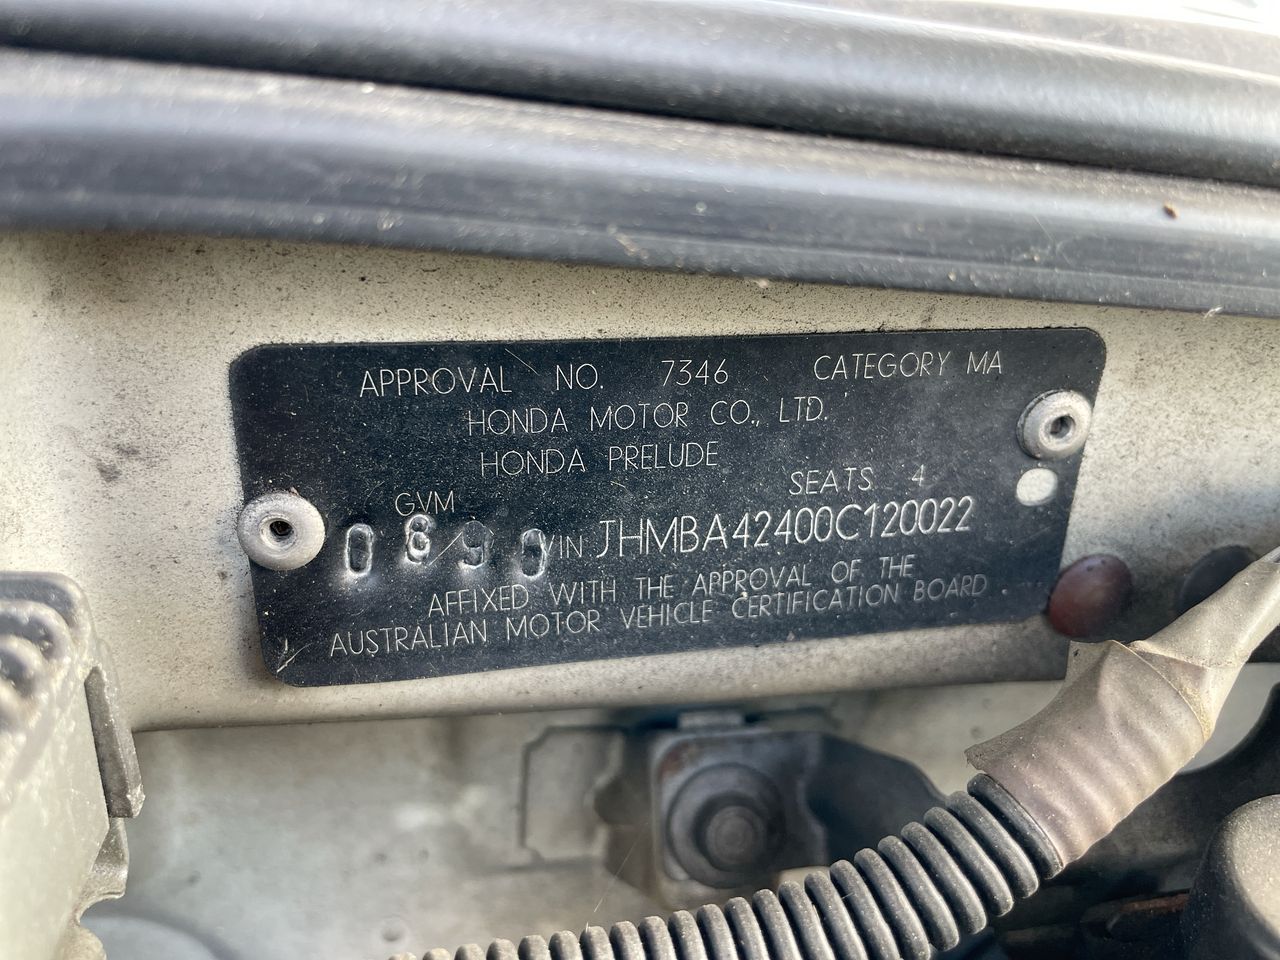 APPROVAL NO. 7346 CATEGORY MA
HONDA MOTOR CO., LTD.
HONDA PRELUDE
SEATS 4
GVM
0690 VIN JHMBA42400C120022
AFFIXED WITH THE APPROVAL OF THE
AUSTRALIAN MOTOR VEHICLE CERTIFICATION BOARD